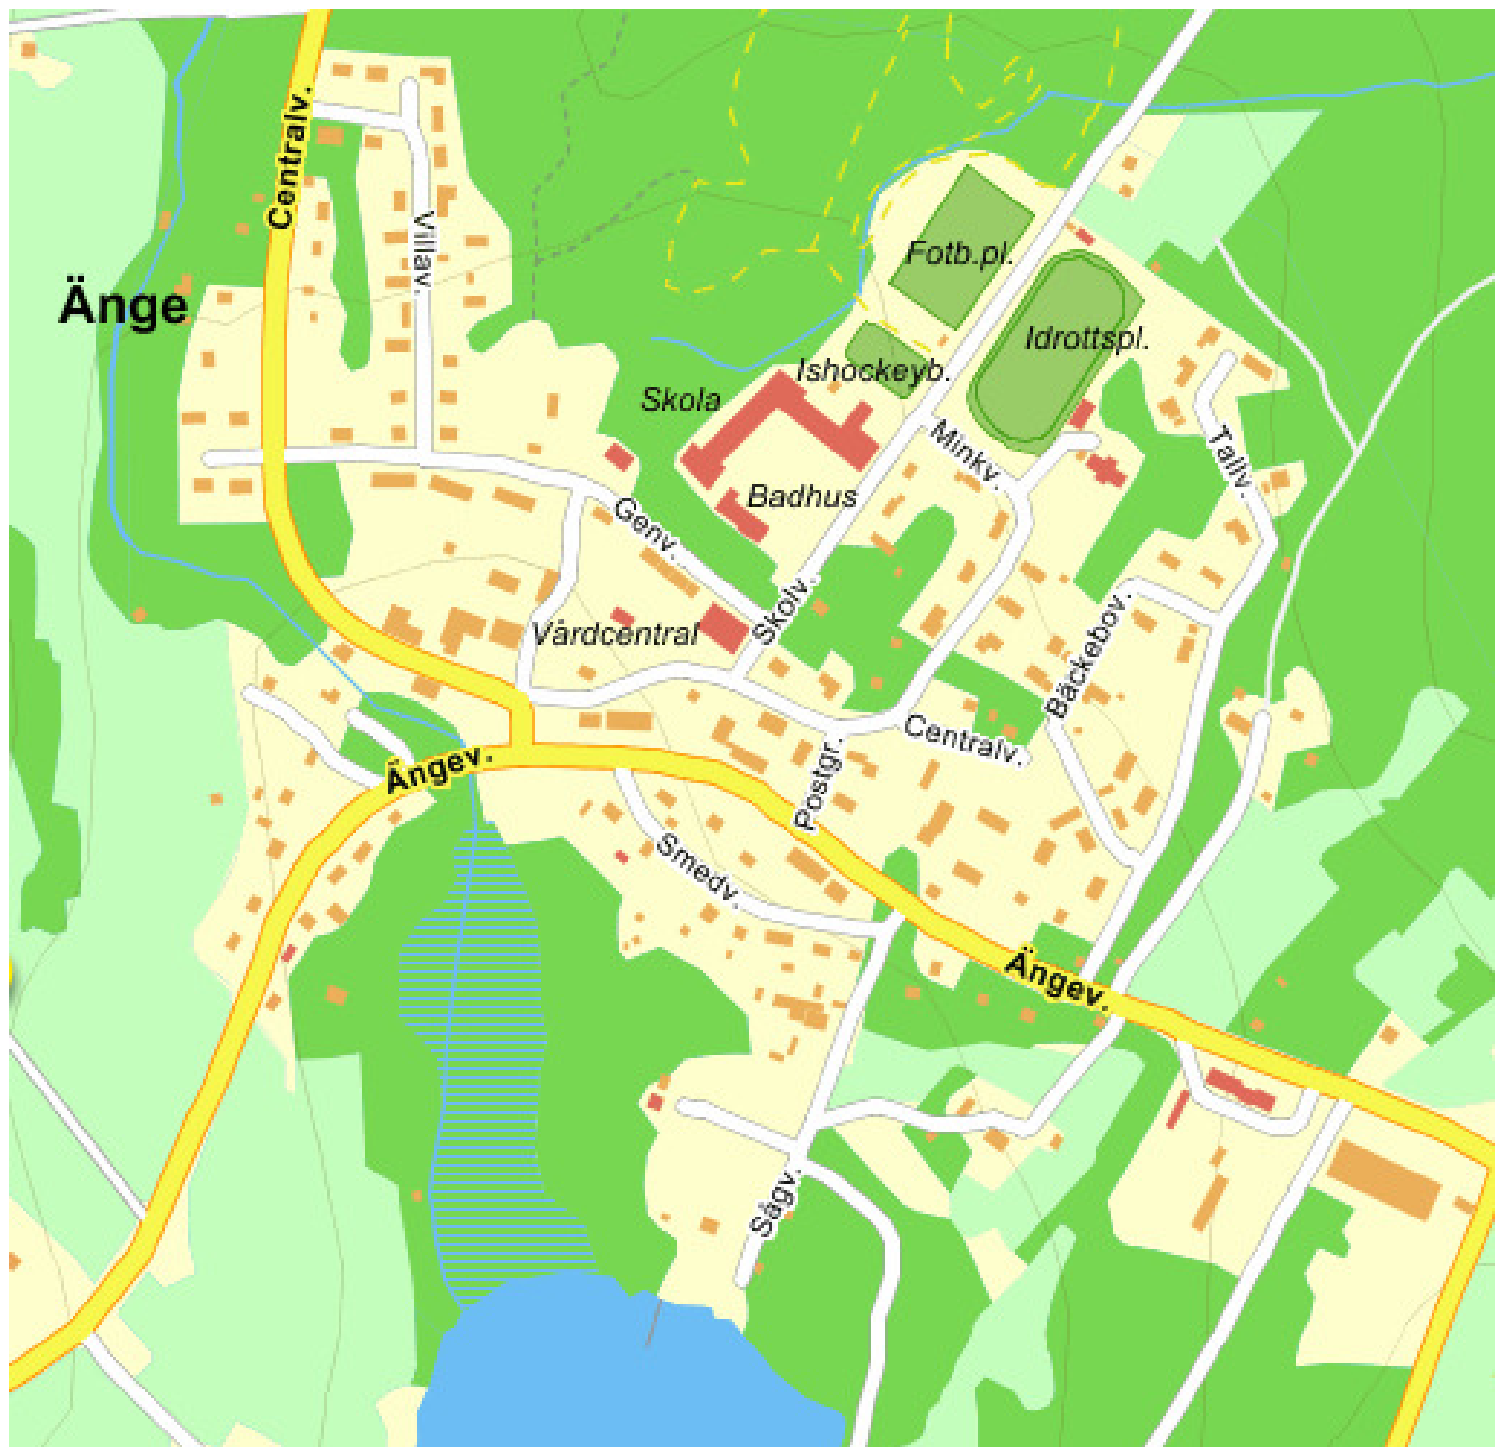 Centralv.
Villav.
Änge
Fotb.pl.
Idrottspl.
Ishockeyb.
Skola
Minkv.
Tallv.
Badhus
Genv.
Skolv.
Vårdcentral
Bäckebov.
Centralv.
Postgr.
Ängev.
Smedv.
Ängev.
Sågv.